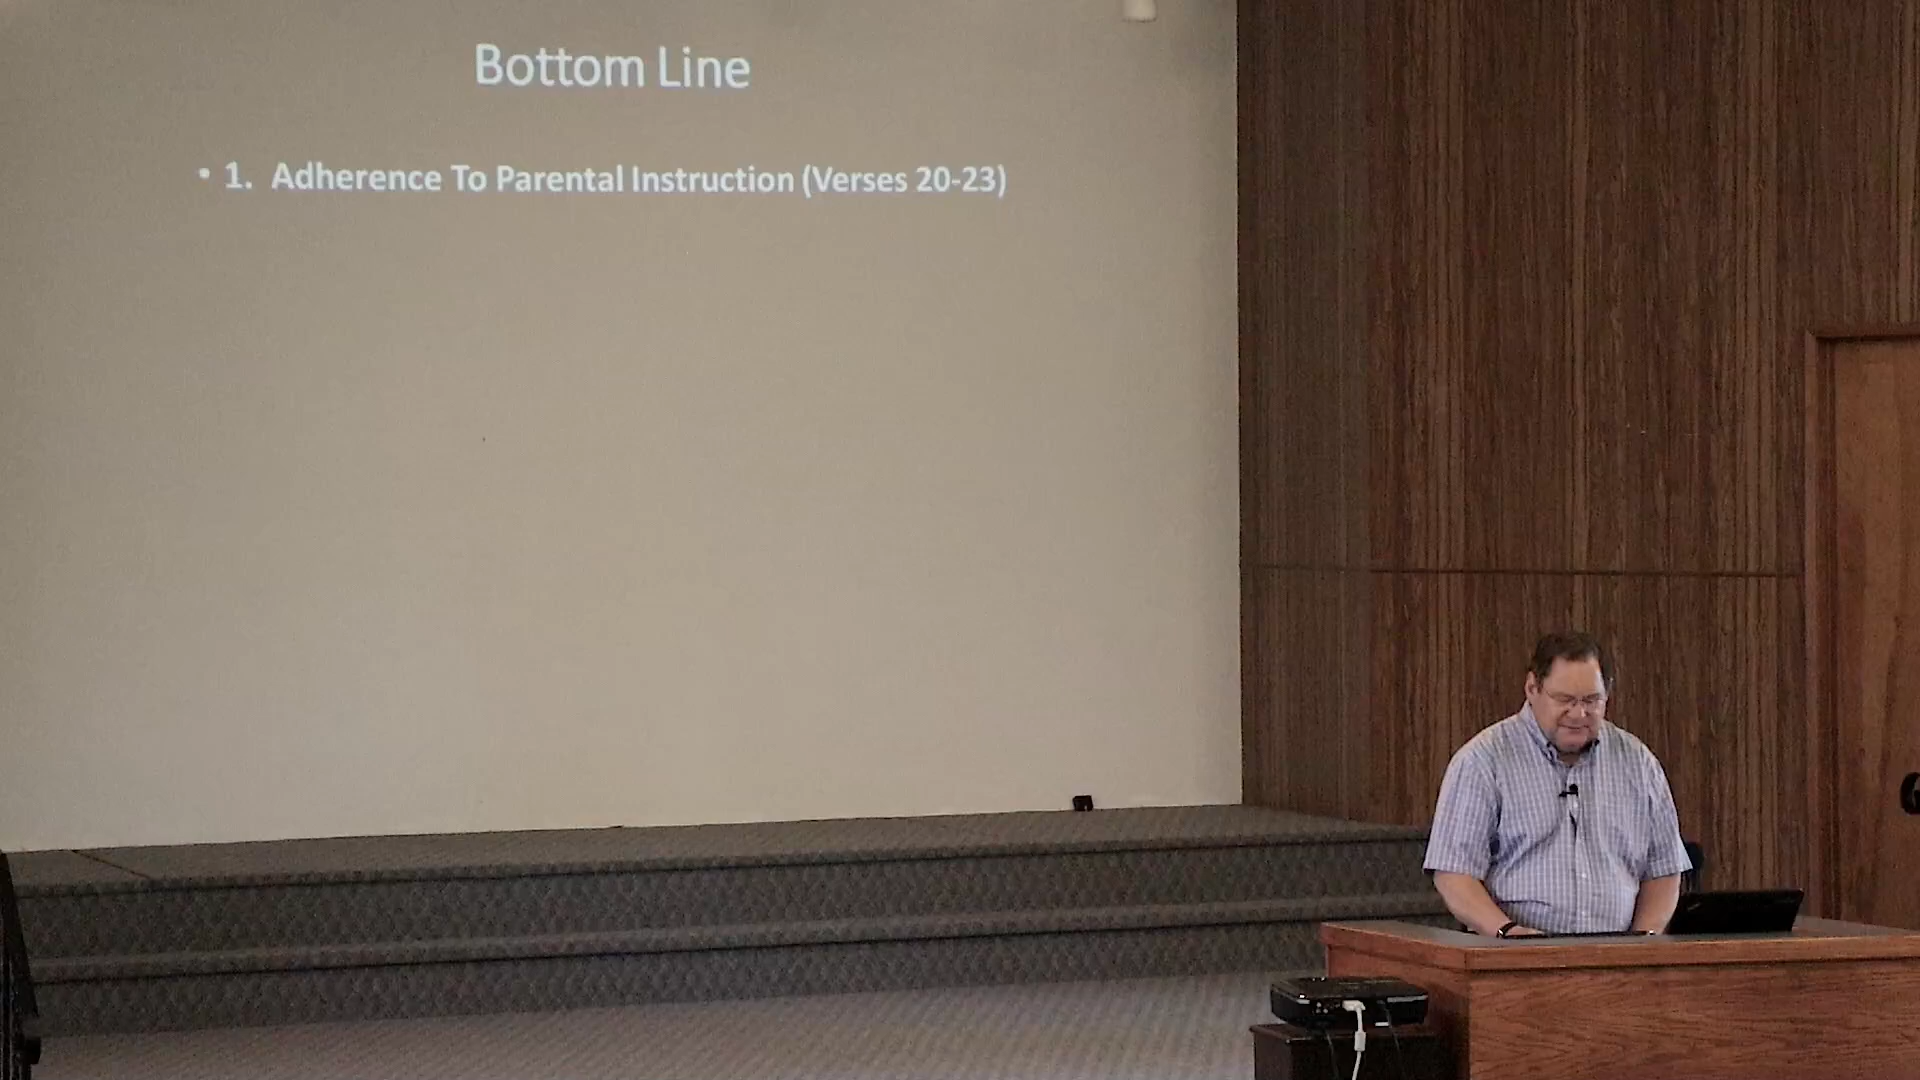 Bottom Line
• 1. Adherence To Parental Instruction (Verses 20-23)